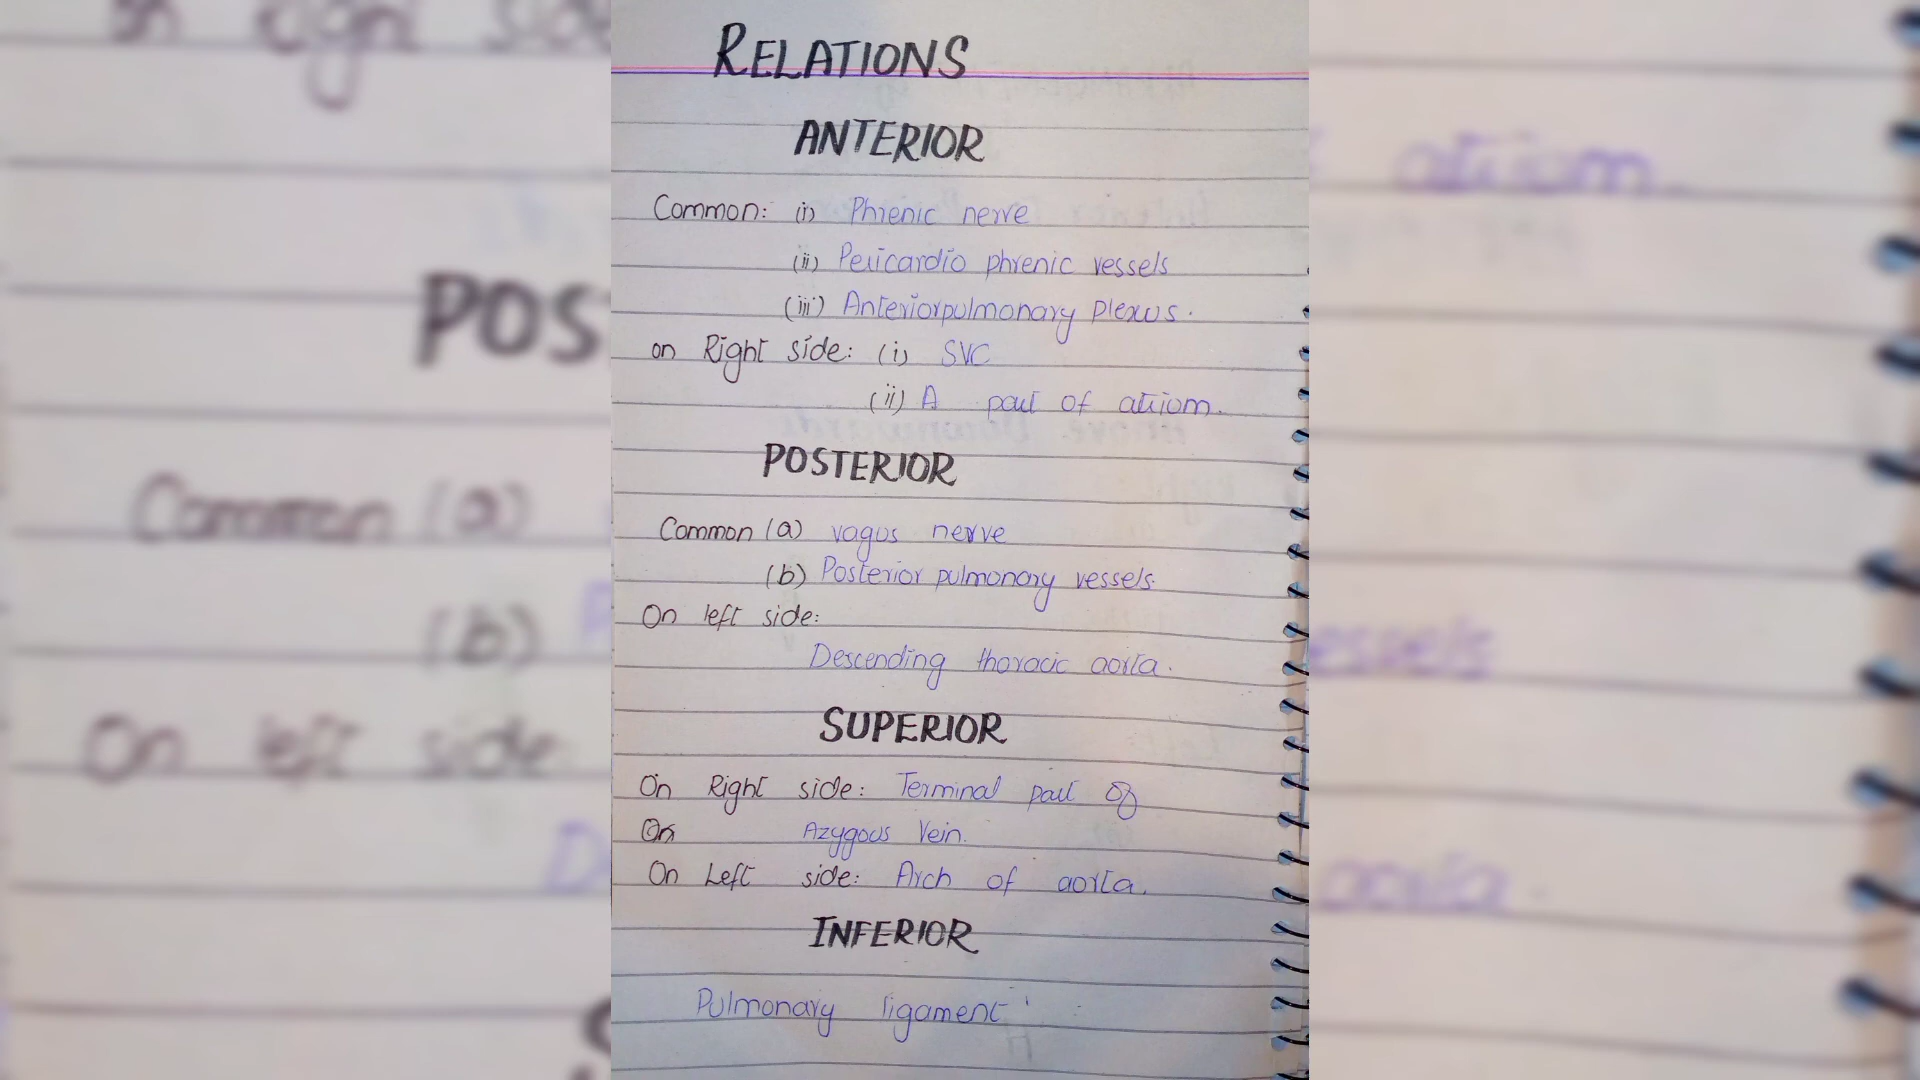 RELATIONS
ANTERIOR
Common: (i) Phrenic nerve
(ii) Pericardio phrenic vessels
(iii) Anteriorpulmonary Plexus.
on Right side: (i) SVC
(ii) A part of atriom.
POSTERIOR
Common (a) vagus nerve
(b) Posterior pulmonary vessels.
On left side:
Descending thoracic aorta.
SUPERIOR
On Right side: Terminal part of
On Azygous Vein.
On Left side: Arch of aorta.
INFERIOR
Pulmonary ligament